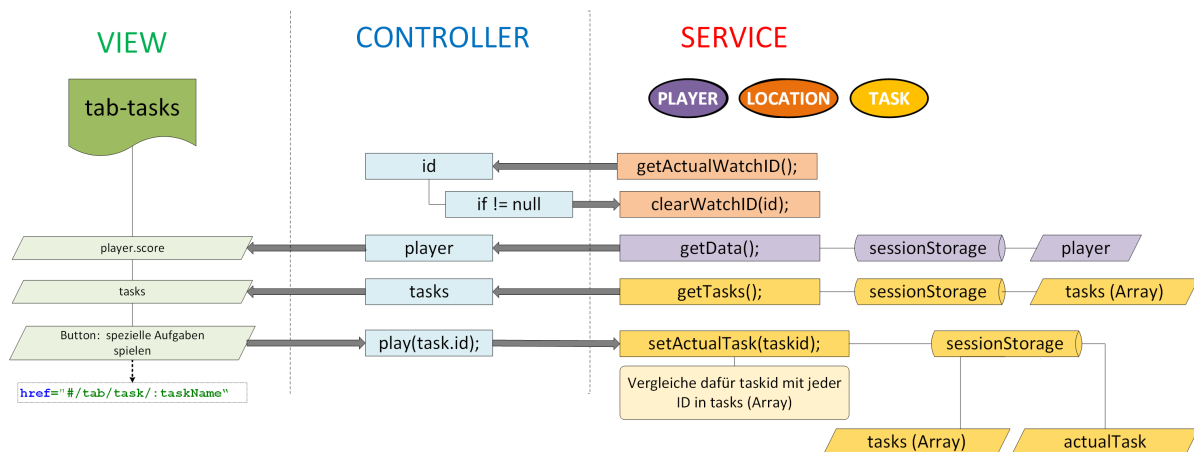 VIEW
CONTROLLER
SERVICE
tab-tasks
PLAYER
LOCATION
TASK
id
getActualWatchID();
if != null
clearWatchID(id);
player.score
player
getData();
sessionStorage
player
tasks
tasks
getTasks();
sessionStorage
tasks (Array)
Button: spezielle Aufgaben
spielen
play(task.id);
setActualTask(taskid);
sessionStorage
href="#/tab/task/:taskName"
Vergleiche dafür taskid mit jeder
ID in tasks (Array)
tasks (Array)
actualTask